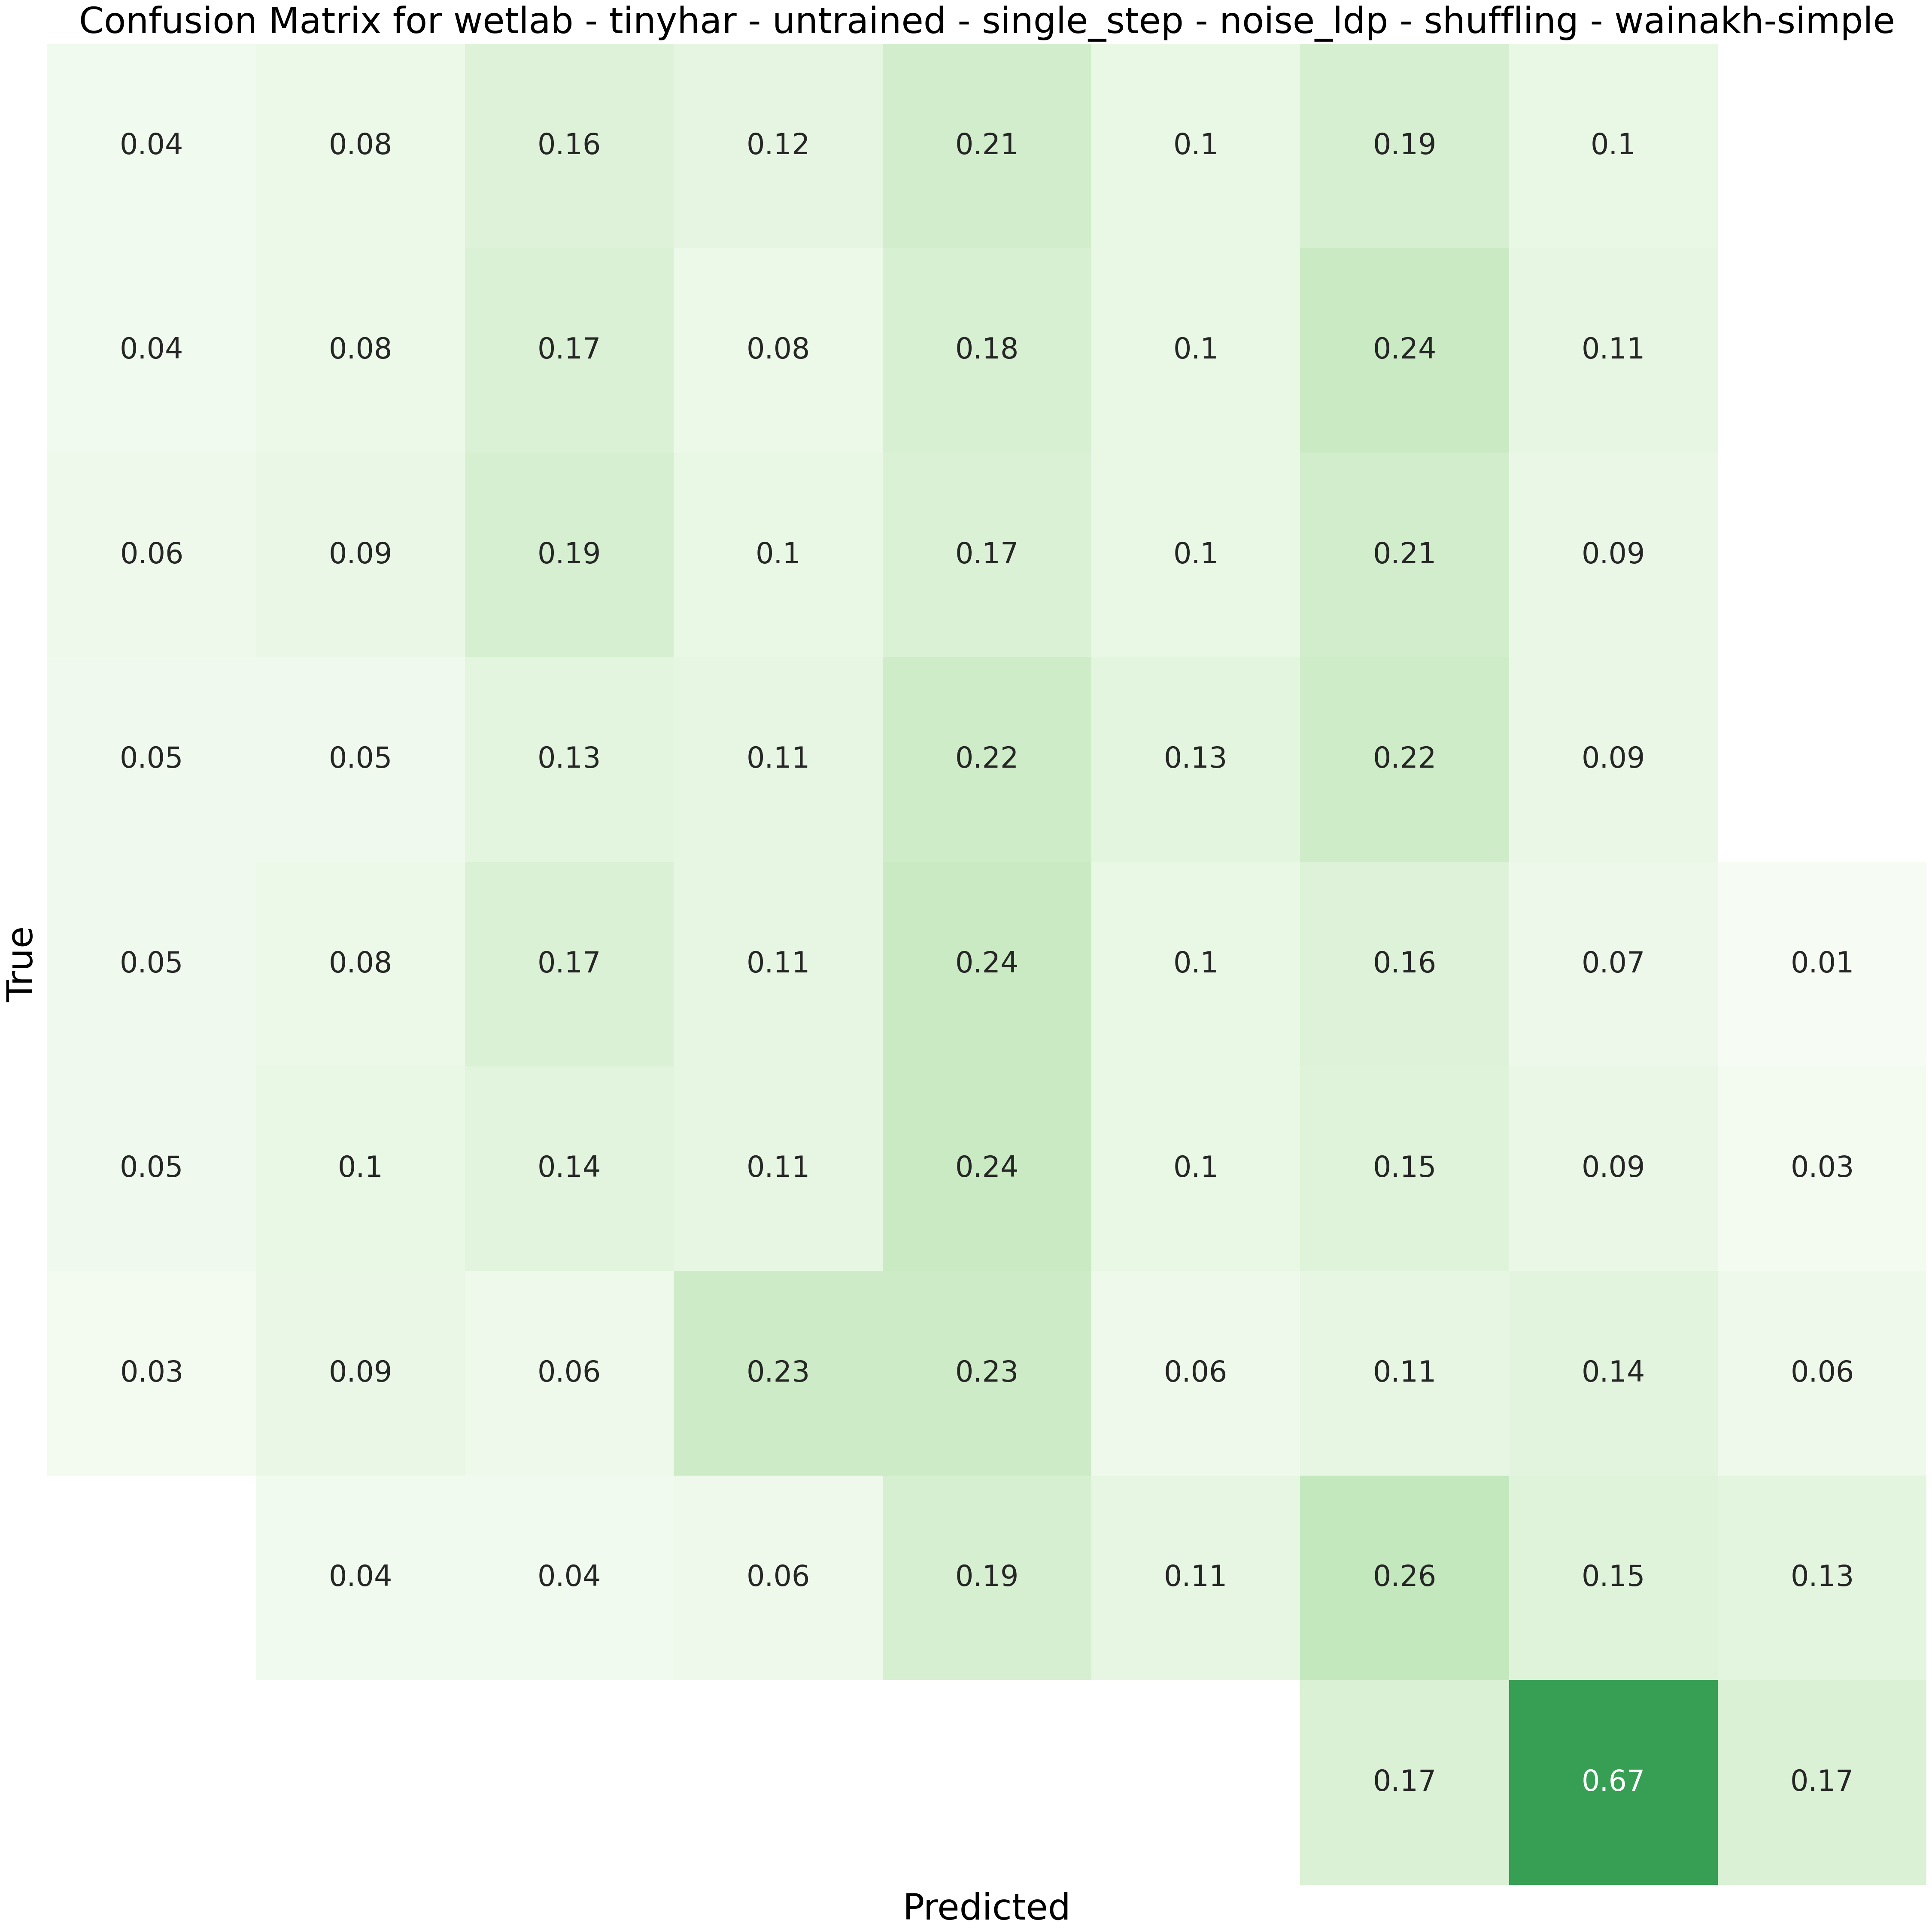 Confusion Matrix for wetlab - tinyhar - untrained - single_step - noise_ldp - shuffling - wainakh-simple
0.04 0.08 0.16 0.12 0.21 0.1 0.19 0.1
0.04 0.08 0.17 0.08 0.18 0.1 0.24 0.11
0.06 0.09 0.19 0.1 0.17 0.1 0.21 0.09
0.05 0.05 0.13 0.11 0.22 0.13 0.22 0.09
0.05 0.08 0.17 0.11 0.24 0.1 0.16 0.07 0.01
0.05 0.1 0.14 0.11 0.24 0.1 0.15 0.09 0.03
0.03 0.09 0.06 0.23 0.23 0.06 0.11 0.14 0.06
0.04 0.04 0.06 0.19 0.11 0.26 0.15 0.13
0.17 0.67 0.17
True
Predicted